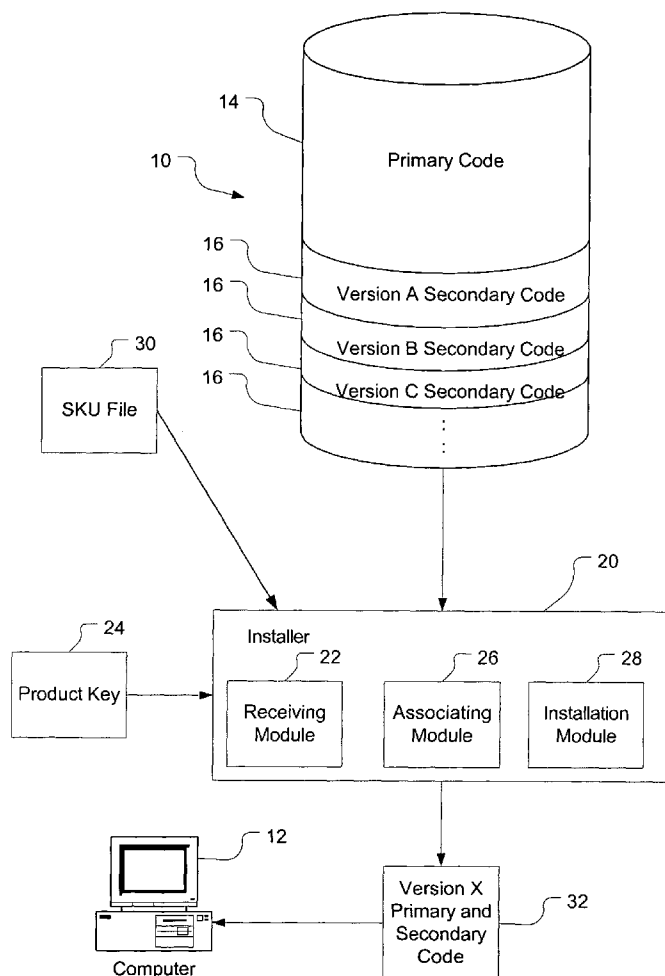 14
Primary Code
10
16
Version A Secondary Code
16
Version B Secondary Code
16
Version C Secondary Code
16
30
SKU File
20
Installer
24
Product Key
22
Receiving
Module
26
Associating
Module
28
Installation
Module
12
Computer
Version X
Primary and
Secondary
Code
32